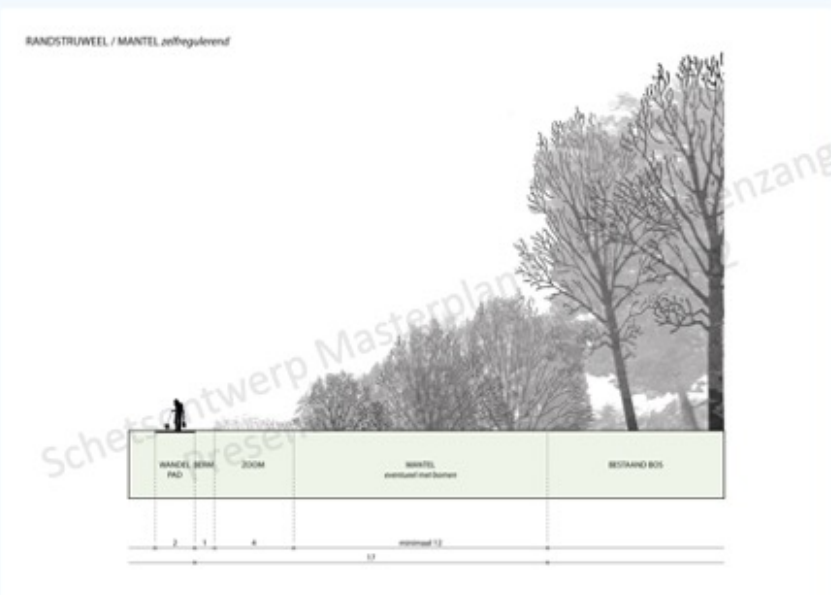 RANDSTRUWEEL / MANTEL zelfregulerend
Schetsontwerp Masterplan
enzang
WANDEL BERM ZOOM MANTEL BESTAAND BOS
PAD eventueel met bomen
2 1 4 minimaal 12
17